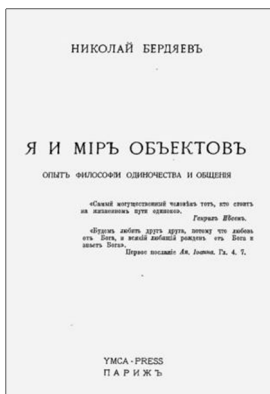 НИКОЛАЙ БЕРДЯЕВЪ
Я И МІРЪ ОБЪЕКТОВЪ
ОПЫТЪ ФИЛОСОФІИ ОДИНОЧЕСТВА И ОБЩЕНІЯ
«Самый могущественный человѣкъ тотъ, кто стоитъ
на жизненномъ пути одиноко».
Генрихъ Ибсенъ.
«Будемъ любить другъ друга, потому что любовь
отъ Бога, и всякій любящій рожденъ отъ Бога и
знаетъ Бога».
Первое посланіе Ап. Іоанна. Гл. 4. 7.
YMCA-PRESS
ПАРИЖЪ